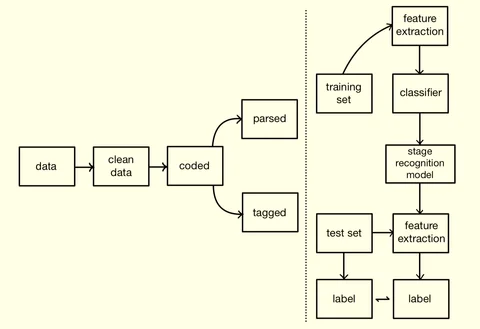 data
clean
data
coded
parsed
tagged
feature
extraction
training
set
classifier
stage
recognition
model
test set
feature
extraction
label
label